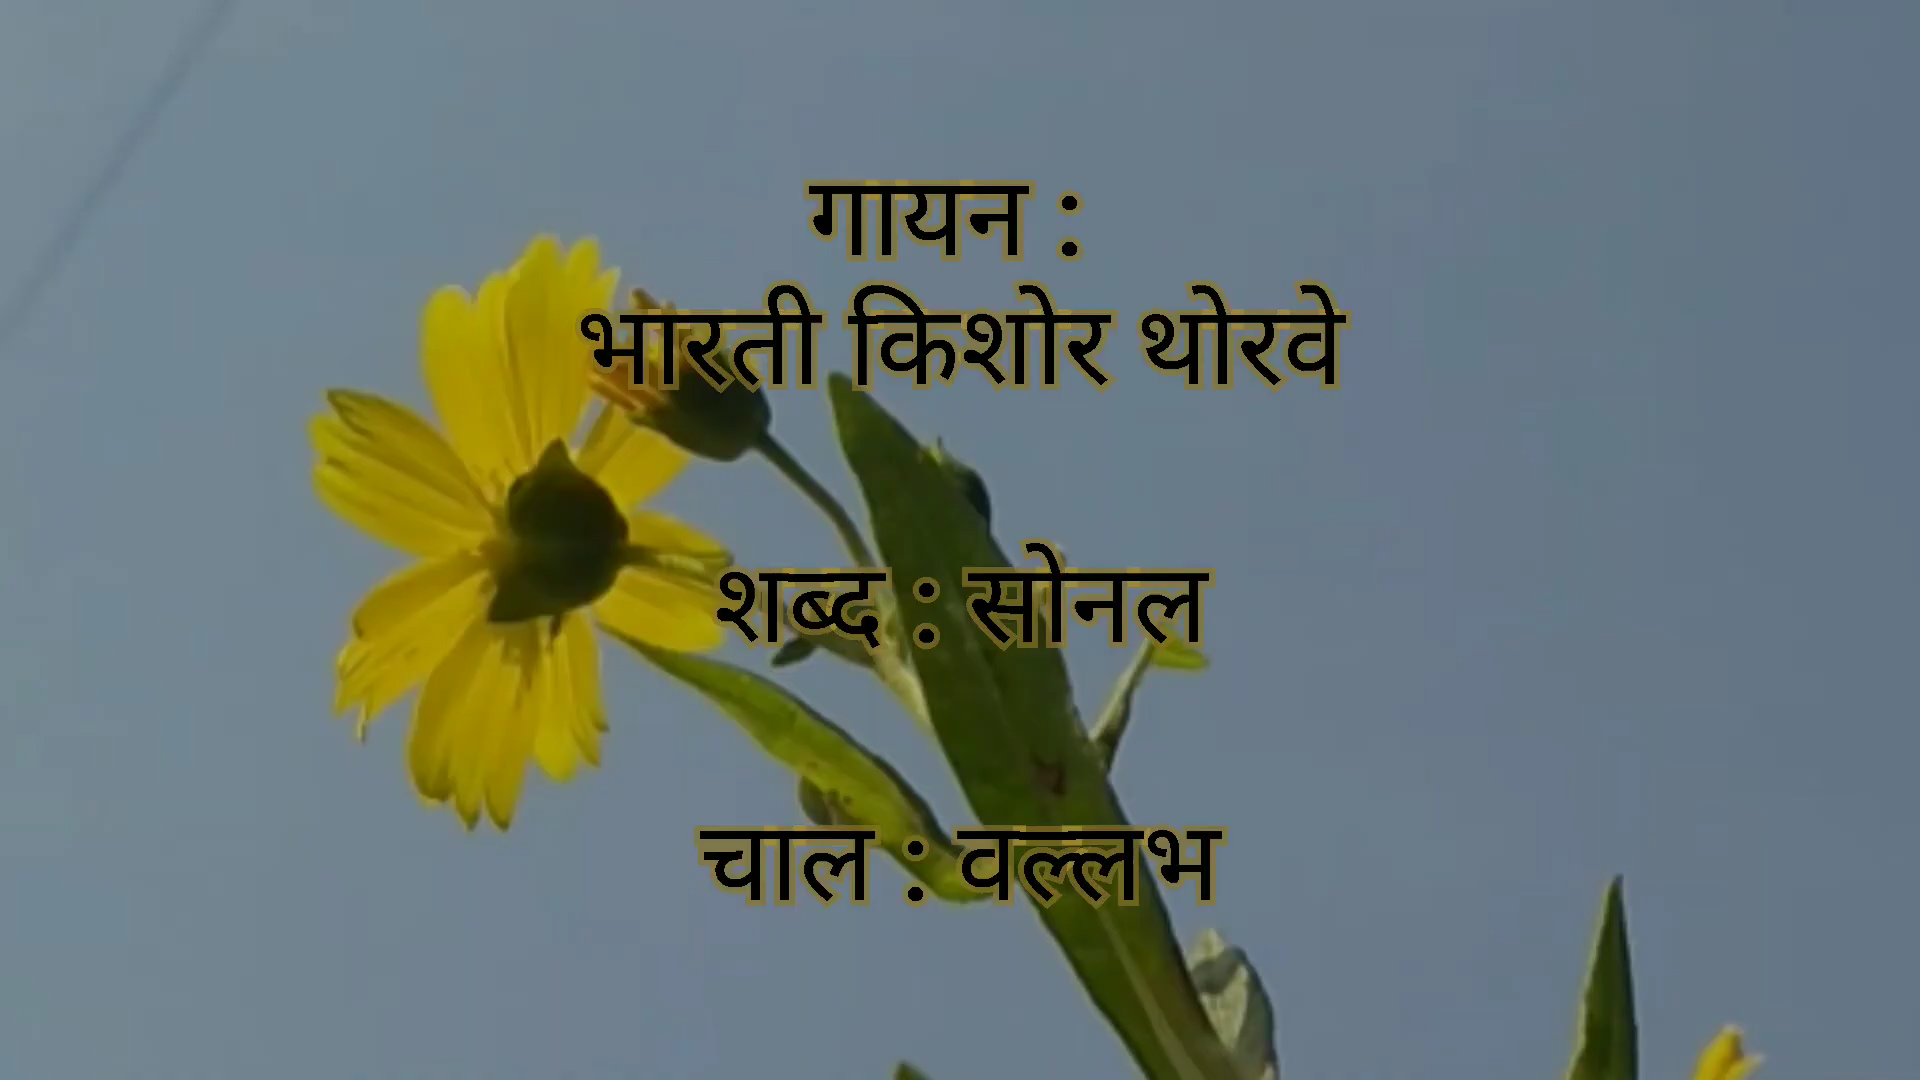 गायन :
भारती किशोर थोरवे
शब्द : सोनल
चाल : वल्लभ